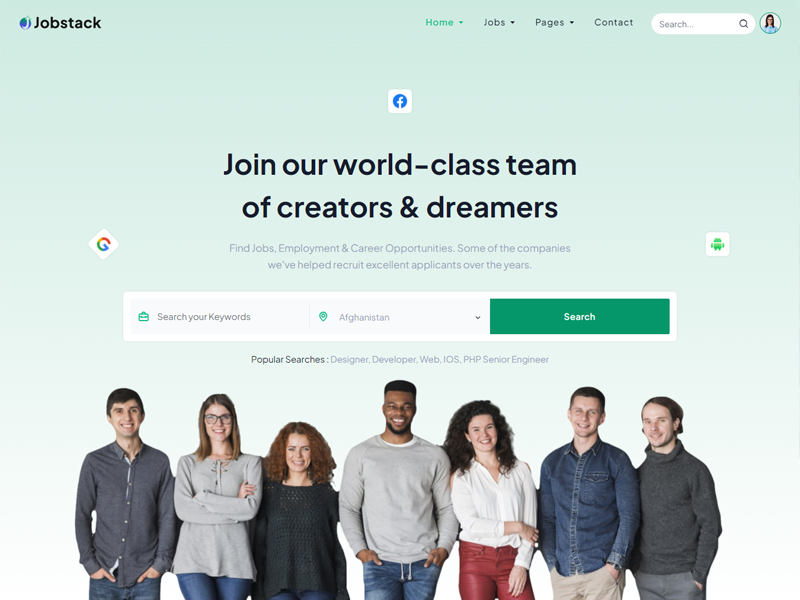 Jobstack
Home Jobs Pages Contact Search...
Join our world-class team
of creators & dreamers
Find Jobs, Employment & Career Opportunities. Some of the companies
we've helped recruit excellent applicants over the years.
Search your Keywords Afghanistan Search
Popular Searches : Designer, Developer, Web, IOS, PHP Senior Engineer